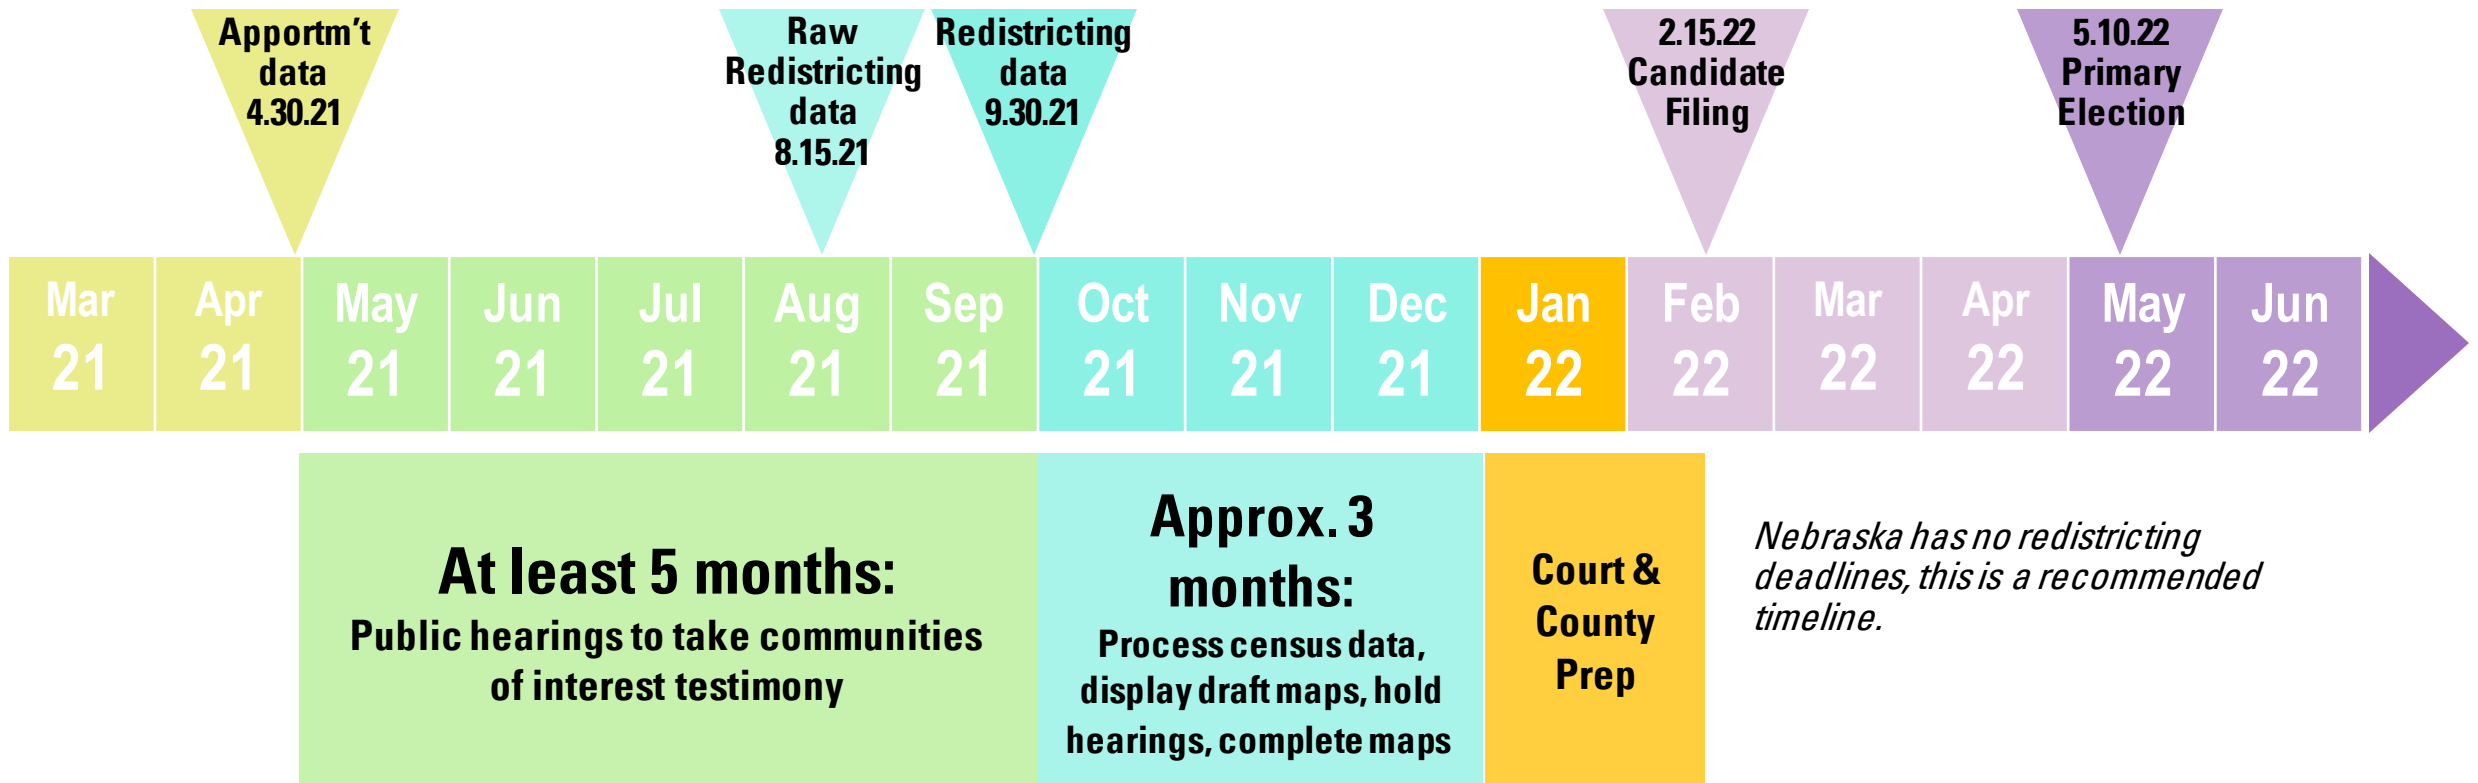 Apportm't
data
4.30.21
Raw
Redistricting
data
8.15.21
Redistricting
data
9.30.21
2.15.22
Candidate
Filing
5.10.22
Primary
Election
Mar
21
Apr
21
May
21
Jun
21
Jul
21
Aug
21
Sep
21
Oct
21
Nov
21
Dec
21
Jan
22
Feb
22
Mar
22
Apr
22
May
22
Jun
22
At least 5 months:
Public hearings to take communities
of interest testimony
Approx. 3
months:
Process census data,
display draft maps, hold
hearings, complete maps
Court &
County
Prep
Nebraska has no redistricting
deadlines, this is a recommended
timeline.